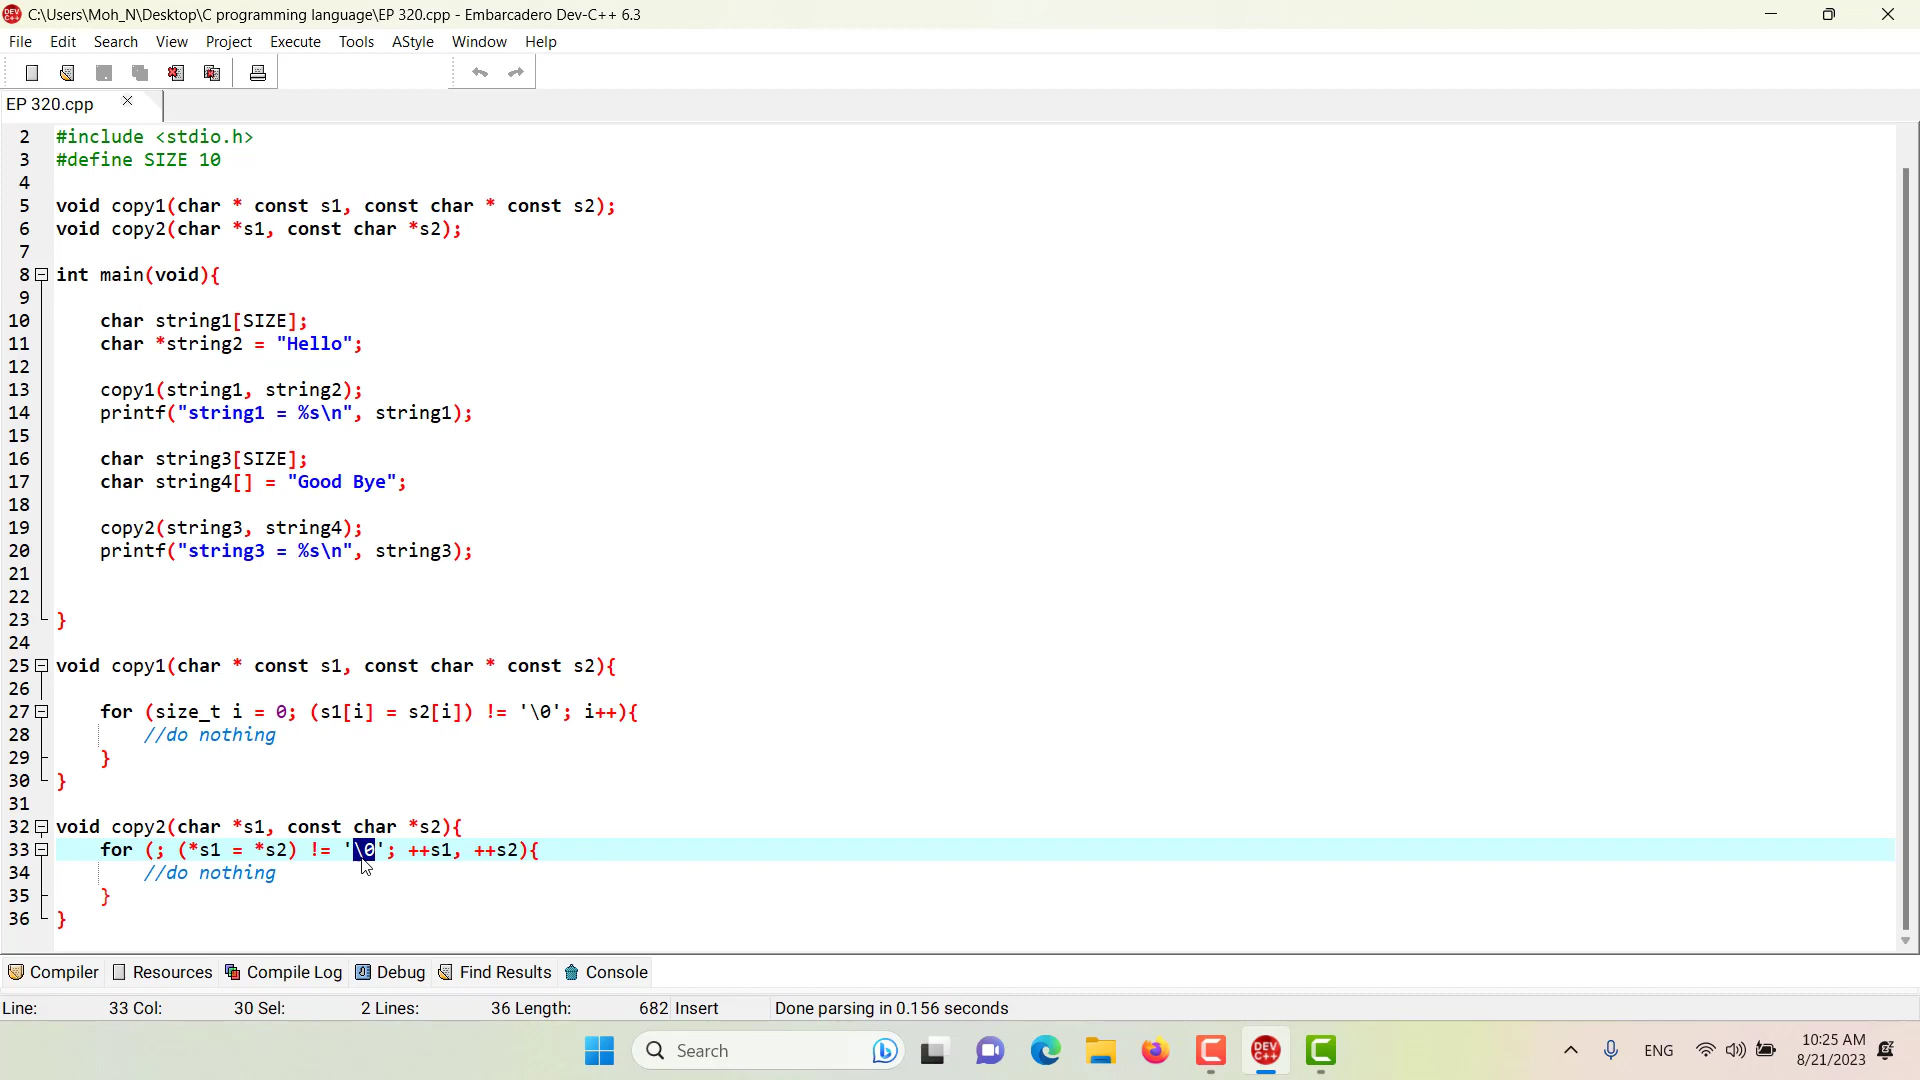 C:\Users\Moh_N\Desktop\C programming language\EP 320.cpp - Embarcadero Dev-C++ 6.3
File Edit Search View Project Execute Tools AStyle Window Help
EP 320.cpp
2 #include <stdio.h>
3 #define SIZE 10
4
5 void copy1(char * const s1, const char * const s2);
6 void copy2(char *s1, const char *s2);
7
8 int main(void){
9
10 char string1[SIZE];
11 char *string2 = "Hello";
12
13 copy1(string1, string2);
14 printf("string1 = %s\n", string1);
15
16 char string3[SIZE];
17 char string4[] = "Good Bye";
18
19 copy2(string3, string4);
20 printf("string3 = %s\n", string3);
21
22
23 }
24
25 void copy1(char * const s1, const char * const s2){
26
27 for (size_t i = 0; (s1[i] = s2[i]) != '\0'; i++){
28 //do nothing
29 }
30 }
31
32 void copy2(char *s1, const char *s2){
33 for (; (*s1 = *s2) != '\0'; ++s1, ++s2){
34 //do nothing
35 }
36 }
Compiler Resources Compile Log Debug Find Results Console
Line: 33 Col: 30 Sel: 2 Lines: 36 Length: 682 Insert Done parsing in 0.156 seconds
Search
DEV C++
ENG
10:25 AM
8/21/2023